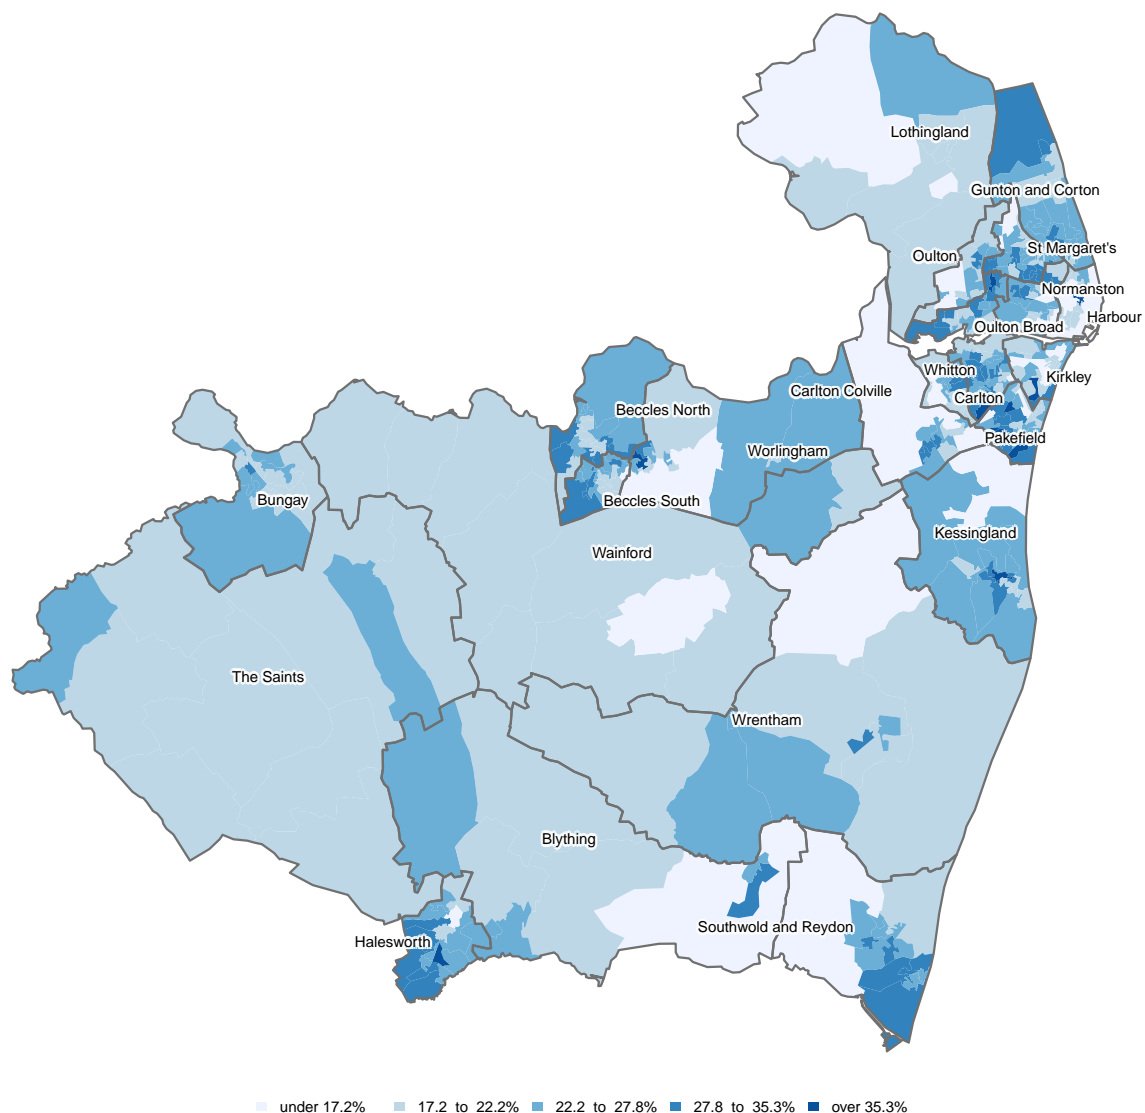 Lothingland
Gunton and Corton
St Margaret's
Oulton
Normanston
Harbour
Oulton Broad
Whitton
Kirkley
Carlton Colville
Carlton
Beccles North
Pakefield
Worlingham
Bungay
Beccles South
Kessingland
Wainford
The Saints
Wrentham
Blything
Southwold and Reydon
Halesworth
under 17.2% 17.2 to 22.2% 22.2 to 27.8% 27.8 to 35.3% over 35.3%